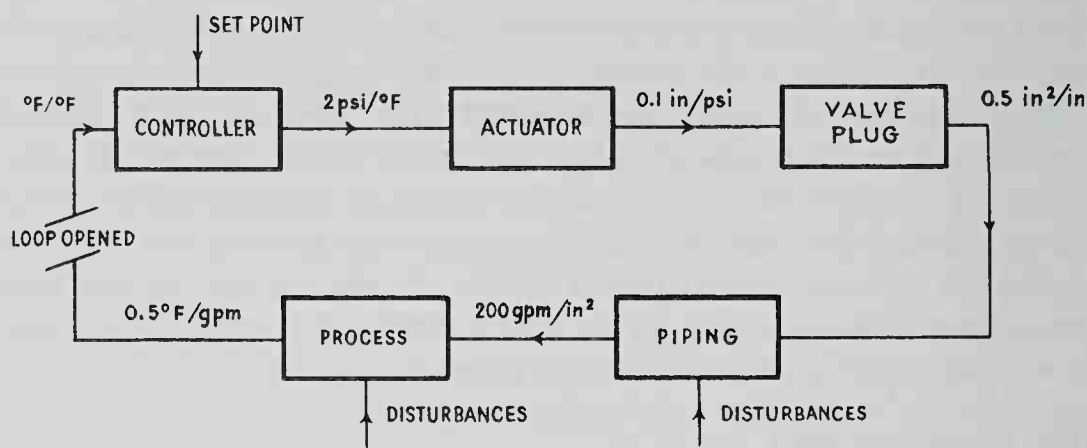 SET POINT
°F/°F
CONTROLLER
2psi/°F
ACTUATOR
0.1 in/psi
VALVE
PLUG
0.5 in²/in
LOOP OPENED
0.5°F/gpm
PROCESS
200gpm/in²
PIPING
DISTURBANCES
DISTURBANCES